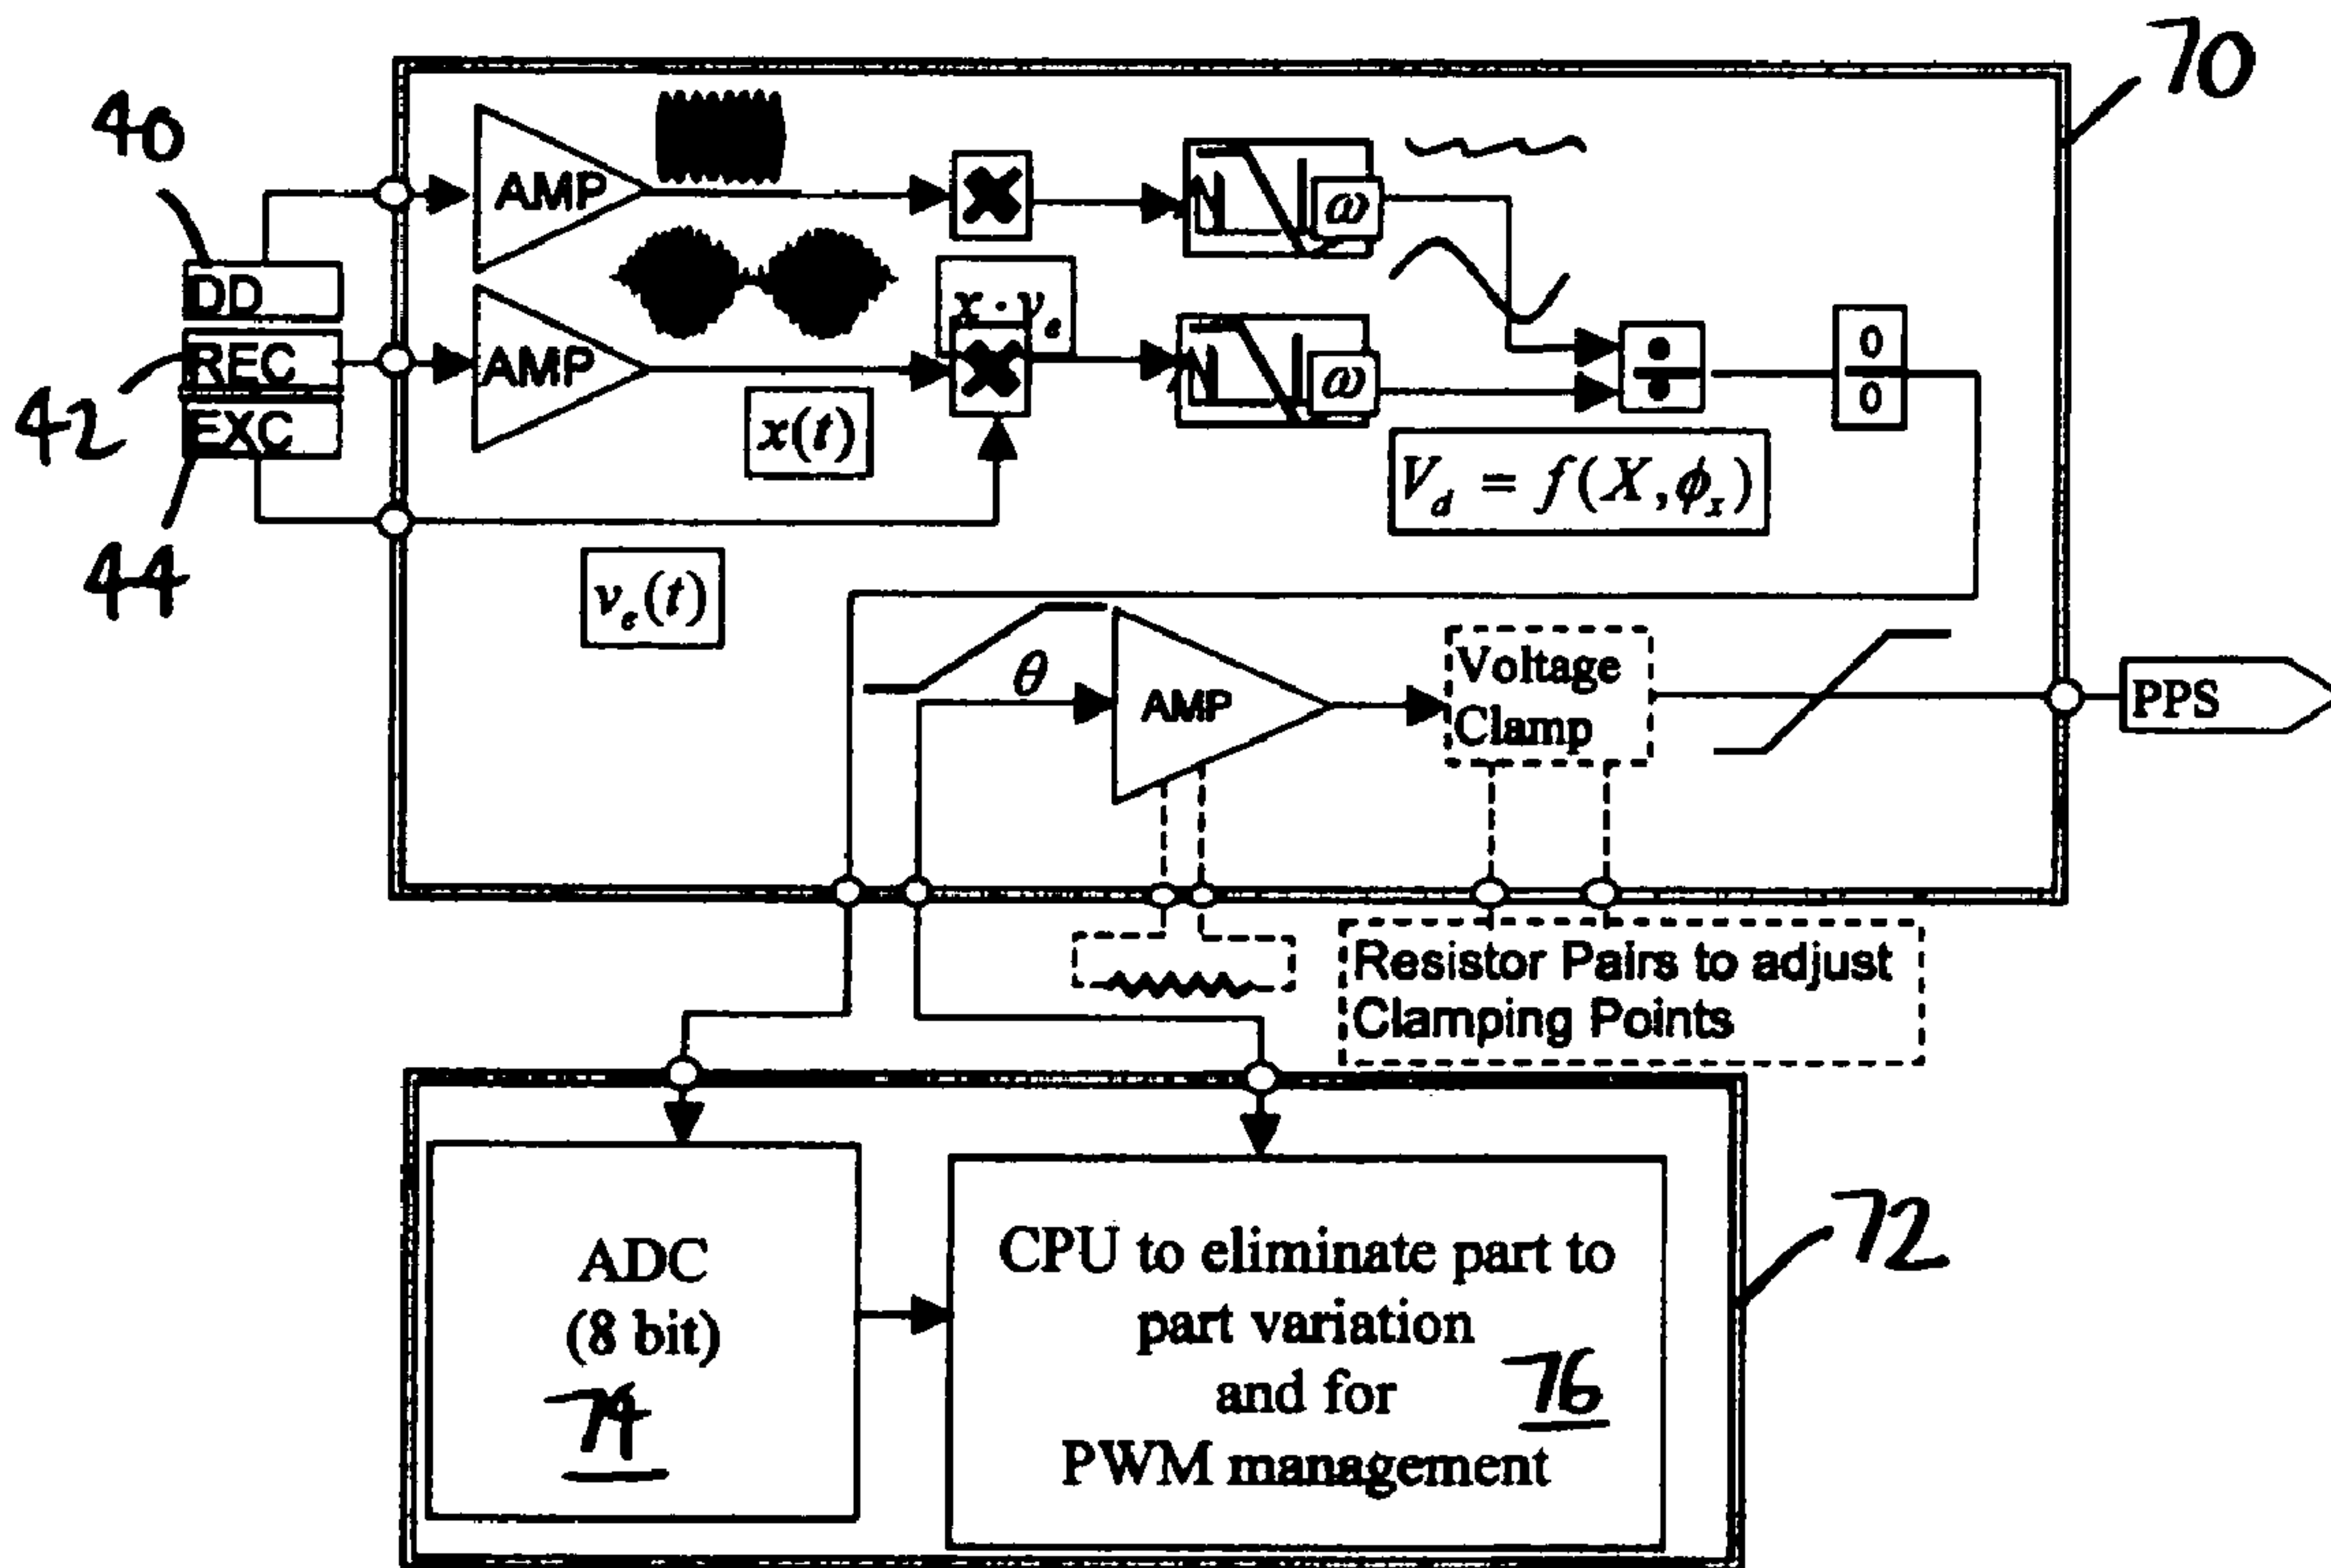 70
40
AMP
ω
DD
x · v_e
REC
AMP
ω
0
0
42
EXC
x(t)
V_d = f(X, ϕ_x)
44
v_e(t)
θ
AMP
Voltage
Clamp
PPS
Resistor Pairs to adjust
Clamping Points
ADC
(8 bit)
74
CPU to eliminate part to
part variation
and for
PWM management
76
72